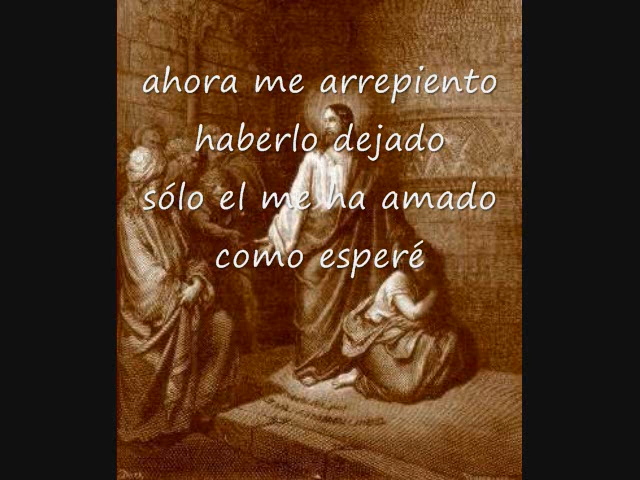 ahora me arrepiento
haberlo dejado
sólo el me ha amado
como esperé